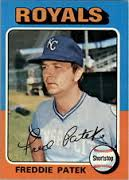 ROYALS
KC
Fred Patek
Shortstop
FREDDIE PATEK